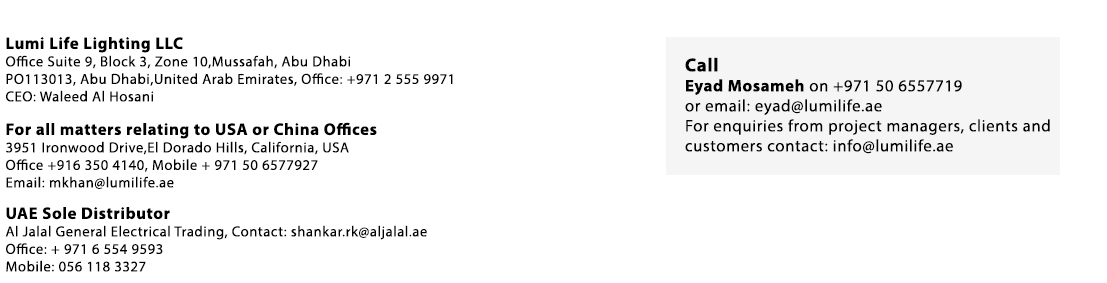 Lumi Life Lighting LLC
Office Suite 9, Block 3, Zone 10,Mussafah, Abu Dhabi
PO113013, Abu Dhabi,United Arab Emirates, Office: +971 2 555 9971
CEO: Waleed Al Hosani
For all matters relating to USA or China Offices
3951 Ironwood Drive,El Dorado Hills, California, USA
Office +916 350 4140, Mobile + 971 50 6577927
Email: mkhan@lumilife.ae
UAE Sole Distributor
Al Jalal General Electrical Trading, Contact: shankar.rk@aljalal.ae
Office: + 971 6 554 9593
Mobile: 056 118 3327
Call
Eyad Mosameh on +971 50 6557719
or email: eyad@lumilife.ae
For enquiries from project managers, clients and
customers contact: info@lumilife.ae